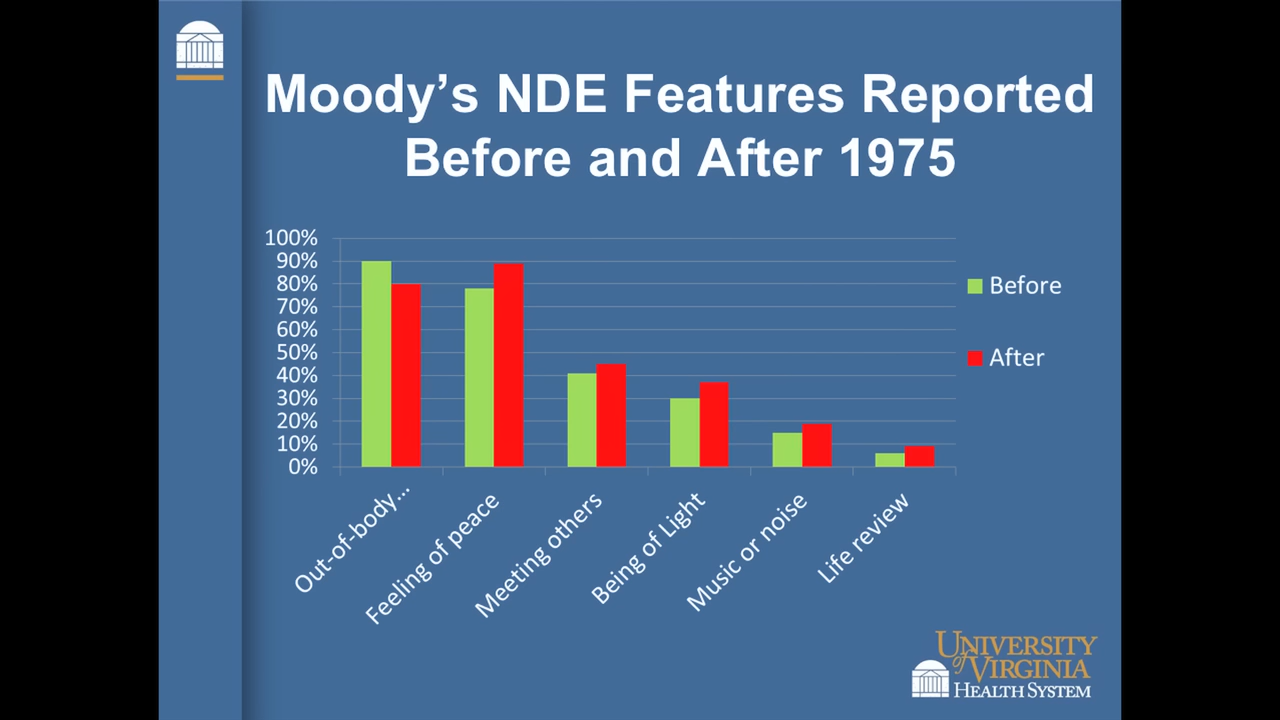 Moody’s NDE Features Reported
Before and After 1975
100%
90%
80%
70%
60%
50%
40%
30%
20%
10%
0%
Before
After
Out-of-body...
Feeling of peace
Meeting others
Being of Light
Music or noise
Life review
UNIVERSITY
of VIRGINIA
HEALTH SYSTEM